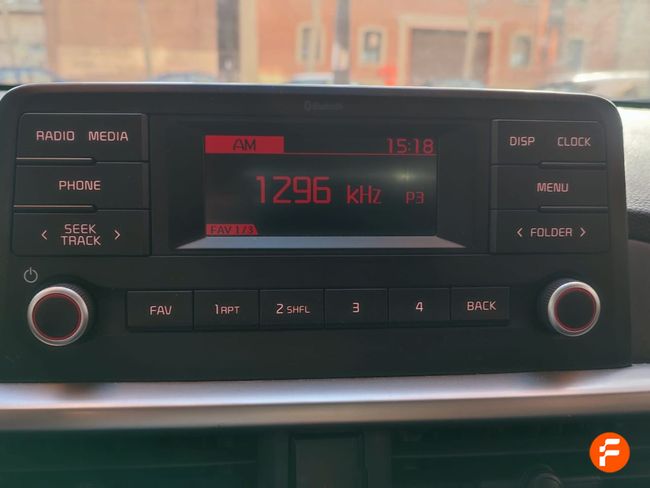 Bluetooth
RADIO MEDIA
PHONE
< SEEK TRACK >
AM 15:18
1296 kHz P3
FAV 1/3
DISP CLOCK
MENU
< FOLDER >
FAV
1 RPT
2 SHFL
3
4
BACK